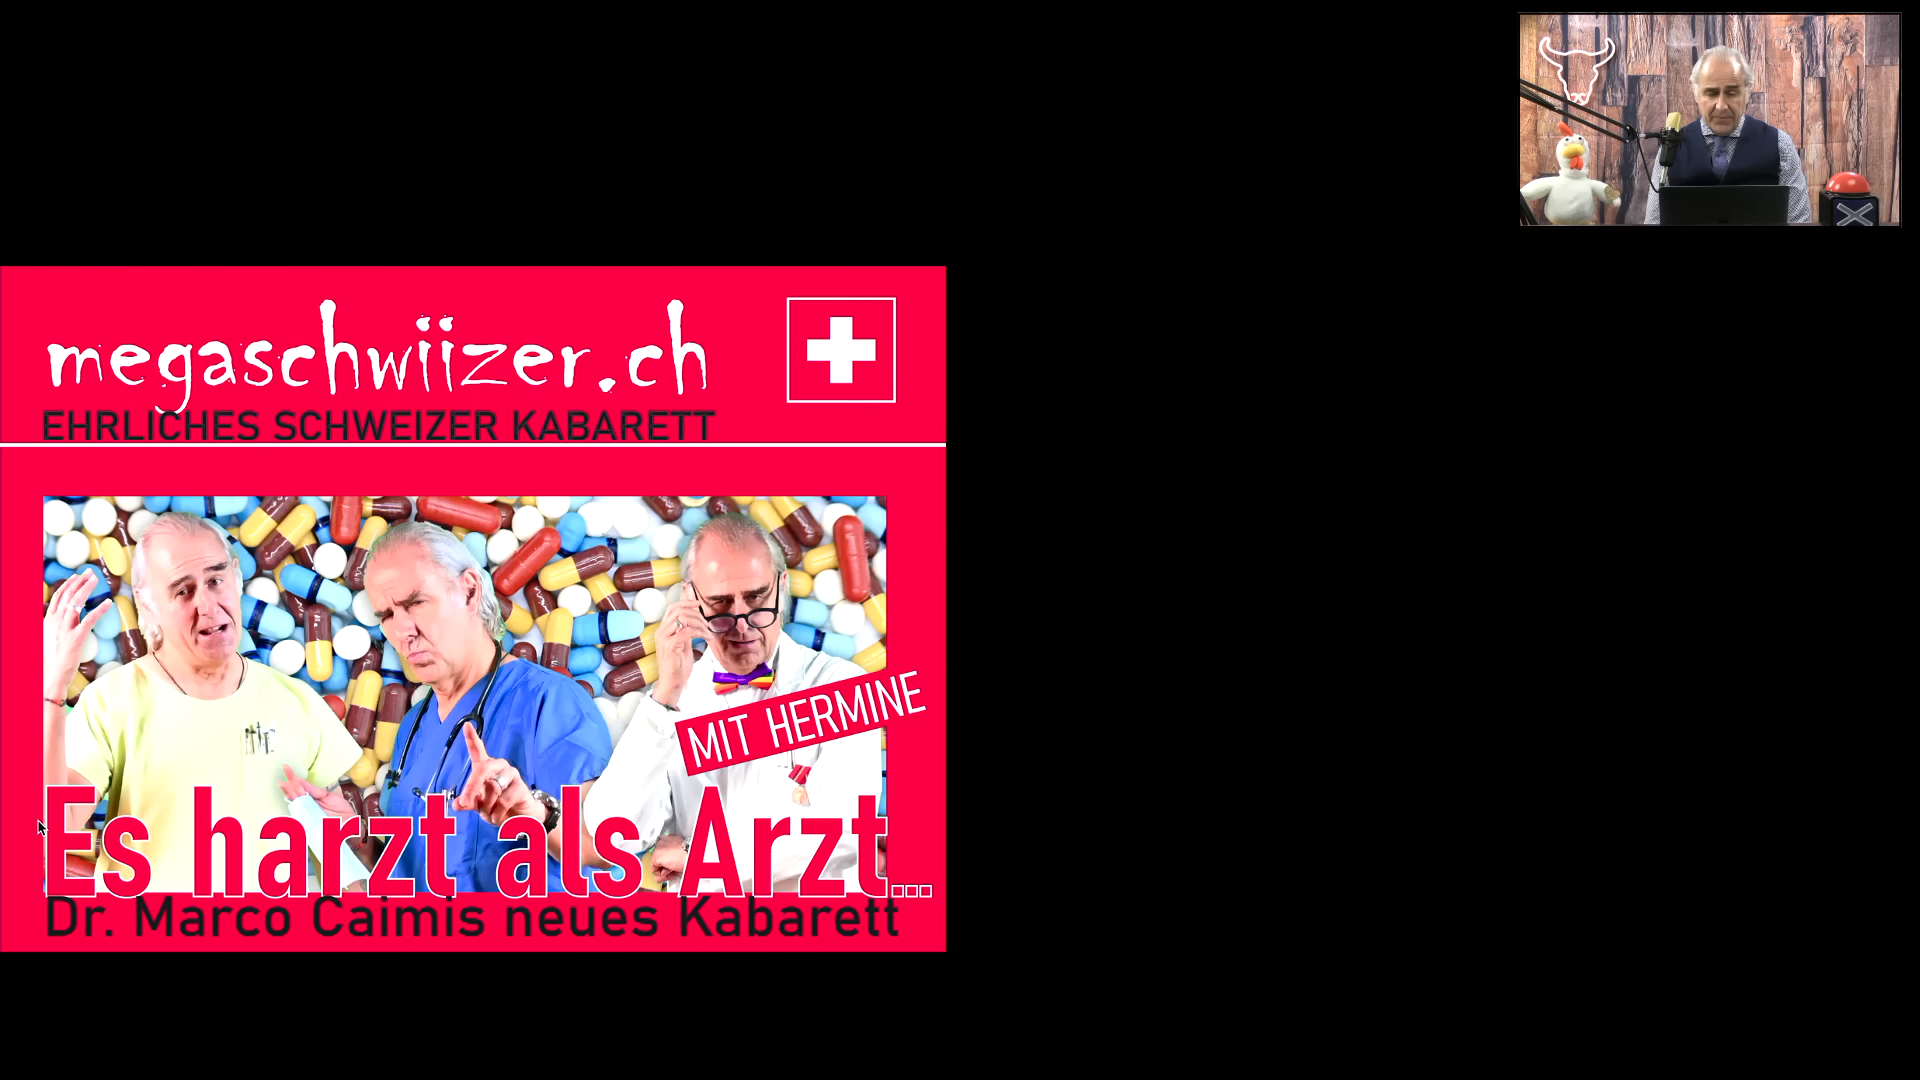 megaschwiizer.ch
EHRLICHES SCHWEIZER KABARETT
MIT HERMINE
Es harzt als Arzt...
Dr. Marco Caimis neues Kabarett